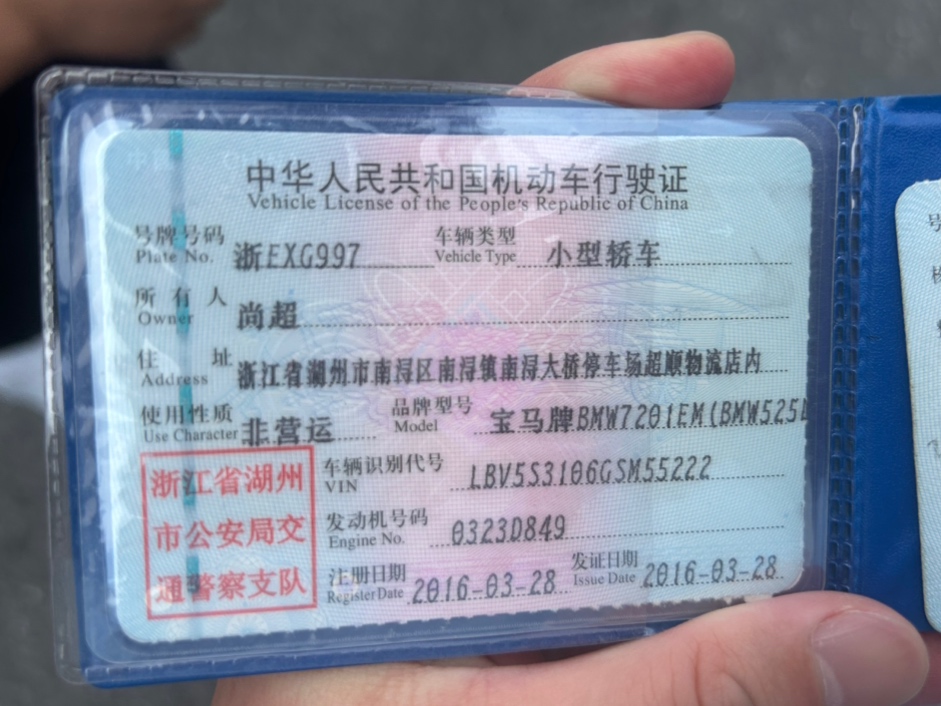 中华人民共和国机动车行驶证
Vehicle License of the People's Republic of China
号牌号码 浙EXG997 车辆类型 小型轿车
Plate No. Vehicle Type
所有人 尚超
Owner
住址 浙江省湖州市南浔区南浔镇南浔大桥停车场超顺物流店内
Address
使用性质 非营运 品牌型号 宝马牌BMW7201EM(BMW525L
Use Character Model
浙江省湖州
市公安局交
通警察支队
车辆识别代号 LBV5S3106GSM55222
VIN
发动机号码 0323D849
Engine No.
注册日期 2016-03-28 发证日期 2016-03-28
Register Date Issue Date